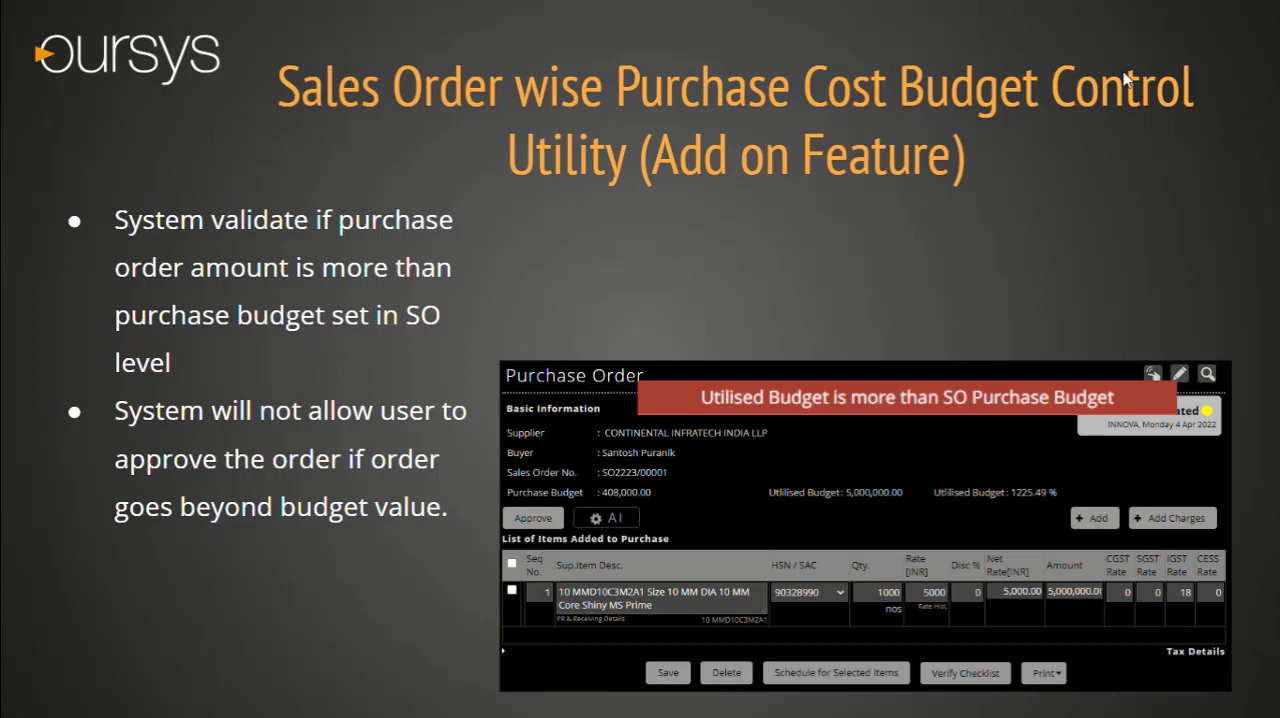 oursys
Sales Order wise Purchase Cost Budget Control
Utility (Add on Feature)
● System validate if purchase
order amount is more than
purchase budget set in SO
level
● System will not allow user to
approve the order if order
goes beyond budget value.
Purchase Order
Utilised Budget is more than SO Purchase Budget
Basic Information
ated
INNOVA, Monday 4 Apr 2022
Supplier : CONTINENTAL INFRATECH INDIA LLP
Buyer : Santosh Puranik
Sales Order No. : SO2223/00001
Purchase Budget : 408,000.00 Utlilised Budget: 5,000,000.00 Utlilised Budget: 1225.49 %
Approve AI + Add + Add Charges
List of Items Added to Purchase
Seq No. Sup.Item Desc. HSN / SAC Qty. Rate [INR] Disc % Net Rate[INR] Amount CGST Rate SGST Rate IGST Rate CESS Rate
1 10 MMD10C3M2A1 Size 10 MM DIA 10 MM 90328990 1000 5000 0 5,000.00 5,000,000.0 0 0 18 0
Core Shiny MS Prime nos Rate Hist.
PR & Receiving Details 10 MMD10C3M2A1
Tax Details
Save Delete Schedule for Selected Items Verify Checklist Print